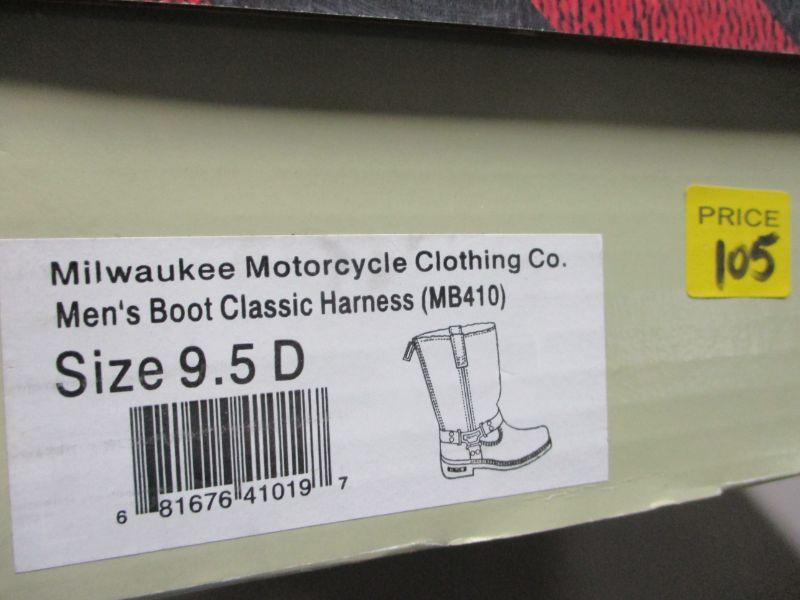 Milwaukee Motorcycle Clothing Co.
Men's Boot Classic Harness (MB410)
Size 9.5 D
6 81676 41019 7
PRICE
105